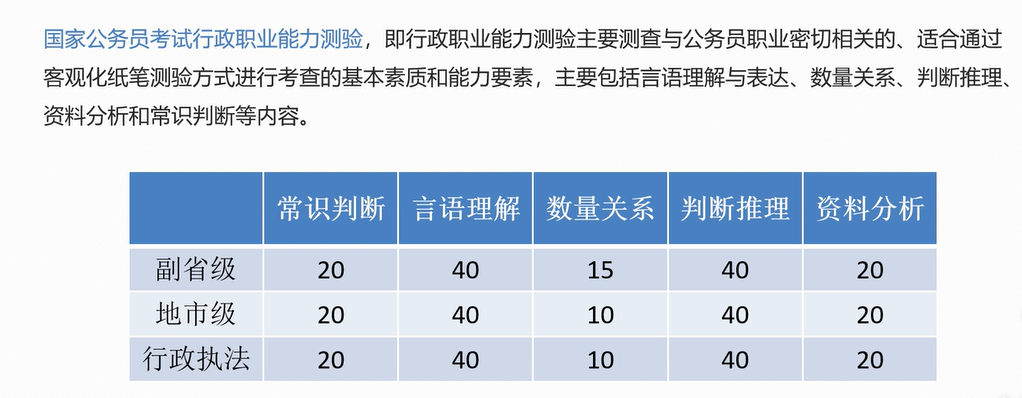 国家公务员考试行政职业能力测验，即行政职业能力测验主要测查与公务员职业密切相关的、适合通过
客观化纸笔测验方式进行考查的基本素质和能力要素，主要包括言语理解与表达、数量关系、判断推理、
资料分析和常识判断等内容。
常识判断 言语理解 数量关系 判断推理 资料分析
副省级 20 40 15 40 20
地市级 20 40 10 40 20
行政执法 20 40 10 40 20